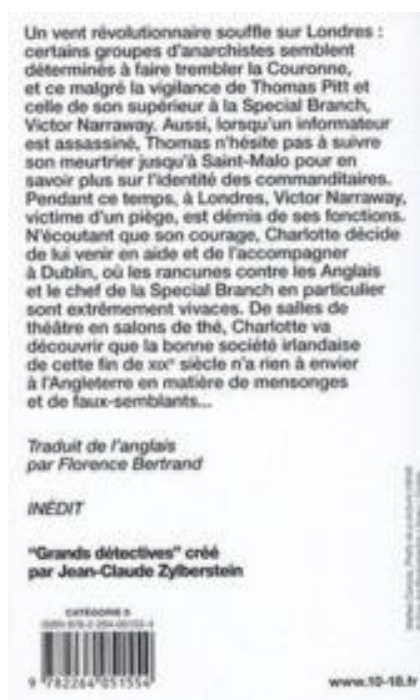 Un vent révolutionnaire souffle sur Londres :
certains groupes d'anarchistes semblent
déterminés à faire trembler la Couronne,
et ce malgré la vigilance de Thomas Pitt et
celle de son supérieur à la Special Branch,
Victor Narraway. Aussi, lorsqu'un informateur
est assassiné, Thomas n'hésite pas à suivre
son meurtrier jusqu'à Saint-Malo pour en
savoir plus sur l'identité des commanditaires.
Pendant ce temps, à Londres, Victor Narraway,
victime d'un piège, est démis de ses fonctions.
N'écoutant que son courage, Charlotte décide
de lui venir en aide et de l'accompagner
à Dublin, où les rancunes contre les Anglais
et le chef de la Special Branch en particulier
sont extrêmement vivaces. De salles de
théâtre en salons de thé, Charlotte va
découvrir que la bonne société irlandaise
de cette fin de XIXe siècle n'a rien à envier
à l'Angleterre en matière de mensonges
et de faux-semblants...
Traduit de l'anglais
par Florence Bertrand
INÉDIT
"Grands détectives" créé
par Jean-Claude Zylberstein
CATÉGORIE
ISBN 978-2-264-05155-4
9 782264 051554
www.10-18.fr